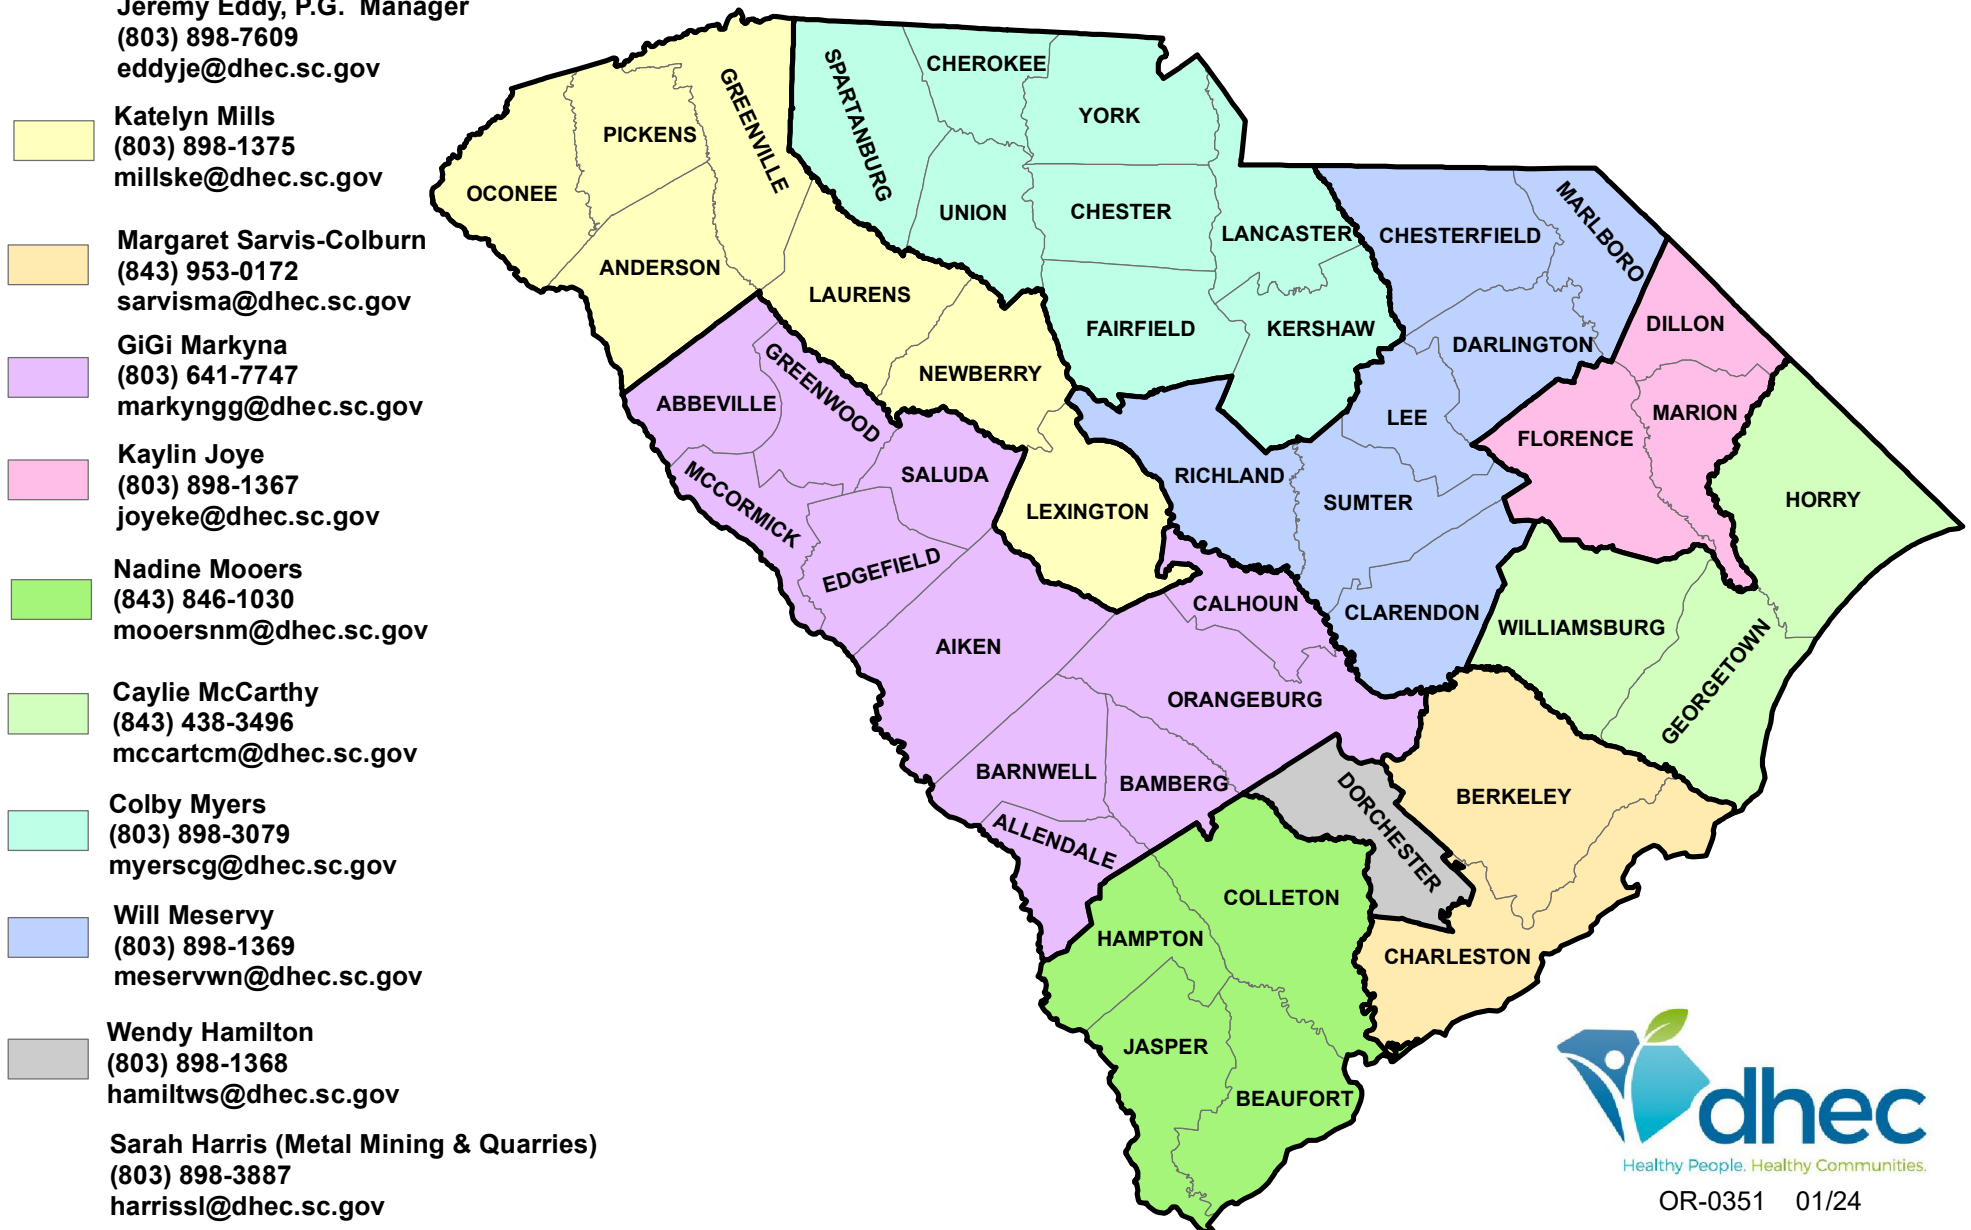 Jeremy Eddy, P.G. Manager
(803) 898-7609
eddyje@dhec.sc.gov
Katelyn Mills
(803) 898-1375
millske@dhec.sc.gov
Margaret Sarvis-Colburn
(843) 953-0172
sarvisma@dhec.sc.gov
GiGi Markyna
(803) 641-7747
markyngg@dhec.sc.gov
Kaylin Joye
(803) 898-1367
joyeke@dhec.sc.gov
Nadine Mooers
(843) 846-1030
mooersnm@dhec.sc.gov
Caylie McCarthy
(843) 438-3496
mccartcm@dhec.sc.gov
Colby Myers
(803) 898-3079
myerscg@dhec.sc.gov
Will Meservy
(803) 898-1369
meservwn@dhec.sc.gov
Wendy Hamilton
(803) 898-1368
hamiltws@dhec.sc.gov
Sarah Harris (Metal Mining & Quarries)
(803) 898-3887
harrissl@dhec.sc.gov
OCONEE
PICKENS
GREENVILLE
SPARTANBURG
CHEROKEE
YORK
UNION
CHESTER
LANCASTER
CHESTERFIELD
MARLBORO
ANDERSON
LAURENS
FAIRFIELD
KERSHAW
DARLINGTON
DILLON
NEWBERRY
ABBEVILLE
GREENWOOD
LEE
MARION
FLORENCE
SALUDA
MCCORMICK
RICHLAND
SUMTER
LEXINGTON
HORRY
EDGEFIELD
CALHOUN
CLARENDON
WILLIAMSBURG
AIKEN
ORANGEBURG
GEORGETOWN
BARNWELL
BAMBERG
DORCHESTER
BERKELEY
ALLENDALE
COLLETON
HAMPTON
CHARLESTON
JASPER
BEAUFORT
dhec
Healthy People. Healthy Communities.
OR-0351 01/24